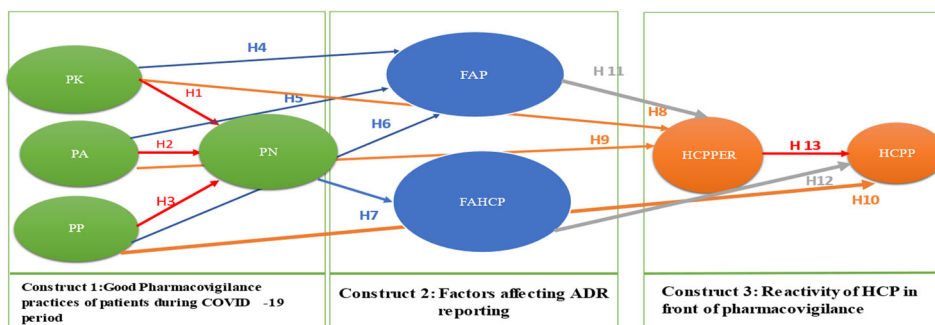 H4
PK
FAP
H 11
H1
H5
H8
H6
PA
H2
PN
H9
HCPPER
H 13
HCPP
H3
H12
PP
H7
FAHCP
H10
Construct 1:Good Pharmacovigilance
practices of patients during COVID -19
period
Construct 2: Factors affecting ADR
reporting
Construct 3: Reactivity of HCP in
front of pharmacovigilance